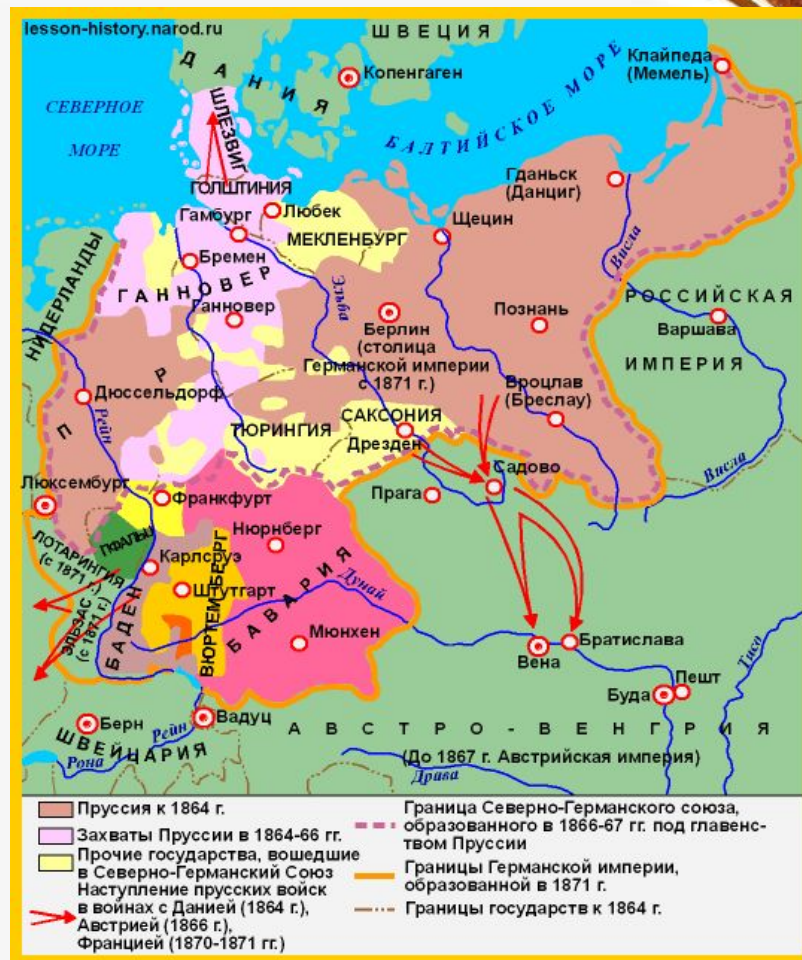 lesson-history.narod.ru
ШВЕЦИЯ
ДАНИЯ
Копенгаген
Клайпеда
(Мемель)
СЕВЕРНОЕ
МОРЕ
БАЛТИЙСКОЕ МОРЕ
ШЛЕЗВИГ
ГОЛШТИНИЯ
Любек
Гамбург
МЕКЛЕНБУРГ
Щецин
Гданьск
(Данциг)
Висла
Бремен
НИДЕРЛАНДЫ
ГАННОВЕР
Ганновер
Эльба
Берлин
(столица
Германской империи
с 1871 г.)
Познань
РОССИЙСКАЯ
Варшава
ИМПЕРИЯ
П Р
Дюссельдорф
Рейн
Вроцлав
(Бреслау)
ТЮРИНГИЯ
САКСОНИЯ
Дрезден
Садово
Прага
Висла
Люксембург
Франкфурт
ПФАЛЬЦ
ЛОТАРИНГИЯ
(с 1871 г.)
Нюрнберг
Карлсруэ
ЭЛЬЗАС
(с 1871 г.)
БАДЕН
Штутгарт
ВЮРТЕМБЕРГ
БАВАРИЯ
Дунай
Мюнхен
Вена
Братислава
Пешт
Буда
Тисо
Берн
Рейн
Вадуц
ШВЕЙЦАРИЯ
Рона
АВСТРО-ВЕНГРИЯ
(До 1867 г. Австрийская империя)
Драва
Пруссия к 1864 г.
Захваты Пруссии в 1864-66 гг.
Прочие государства, вошедшие
в Северно-Германский Союз
Наступление прусских войск
в войнах с Данией (1864 г.),
Австрией (1866 г.),
Францией (1870-1871 гг.)
Граница Северно-Германского союза,
образованного в 1866-67 гг. под главенс-
твом Пруссии
Границы Германской империи,
образованной в 1871 г.
Границы государств к 1864 г.